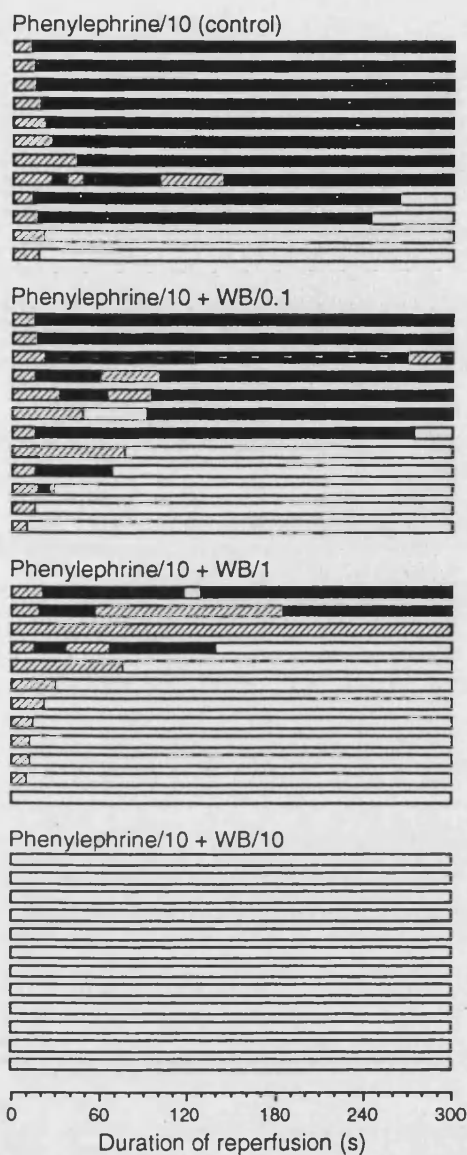 Phenylephrine/10 (control)
Phenylephrine/10 + WB/0.1
Phenylephrine/10 + WB/1
Phenylephrine/10 + WB/10
0 60 120 180 240 300
Duration of reperfusion (s)